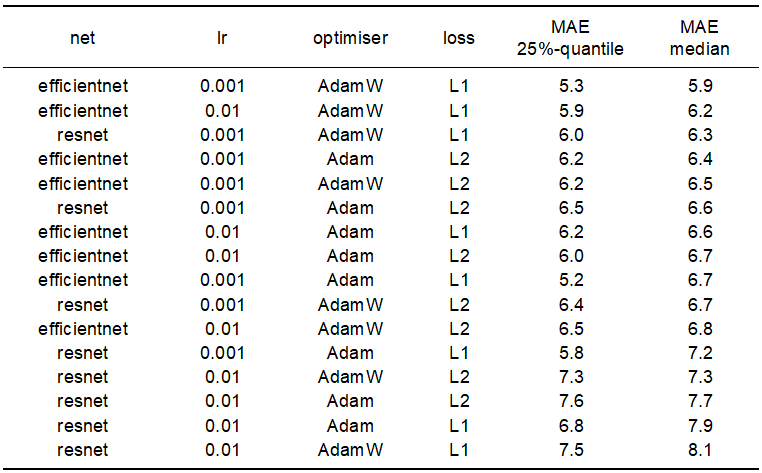 net lr optimiser loss MAE 25%-quantile MAE median
efficientnet 0.001 AdamW L1 5.3 5.9
efficientnet 0.01 AdamW L1 5.9 6.2
resnet 0.001 AdamW L1 6.0 6.3
efficientnet 0.001 Adam L2 6.2 6.4
efficientnet 0.001 AdamW L2 6.2 6.5
resnet 0.001 Adam L2 6.5 6.6
efficientnet 0.01 Adam L1 6.2 6.6
efficientnet 0.01 Adam L2 6.0 6.7
efficientnet 0.001 Adam L1 5.2 6.7
resnet 0.001 AdamW L2 6.4 6.7
efficientnet 0.01 AdamW L2 6.5 6.8
resnet 0.001 Adam L1 5.8 7.2
resnet 0.01 AdamW L2 7.3 7.3
resnet 0.01 Adam L2 7.6 7.7
resnet 0.01 Adam L1 6.8 7.9
resnet 0.01 AdamW L1 7.5 8.1